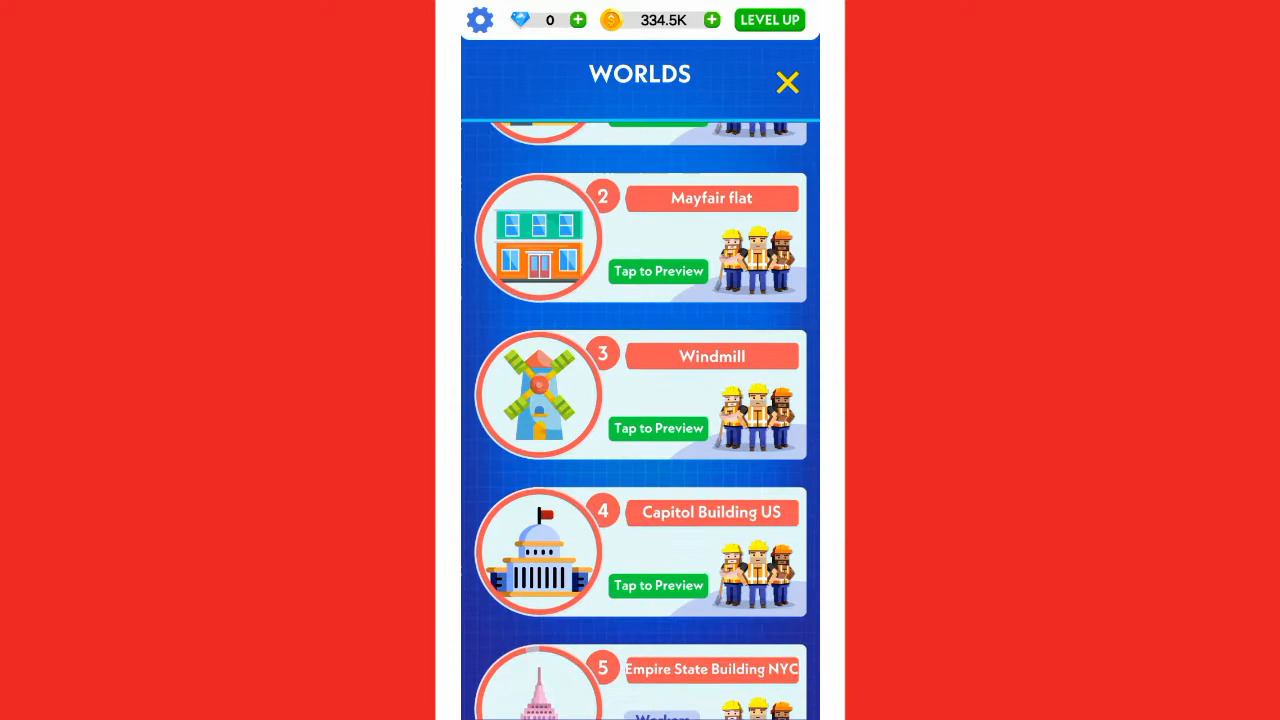 0
334.5K
LEVEL UP
WORLDS
2
Mayfair flat
Tap to Preview
3
Windmill
Tap to Preview
4
Capitol Building US
Tap to Preview
5
Empire State Building NYC
Workers